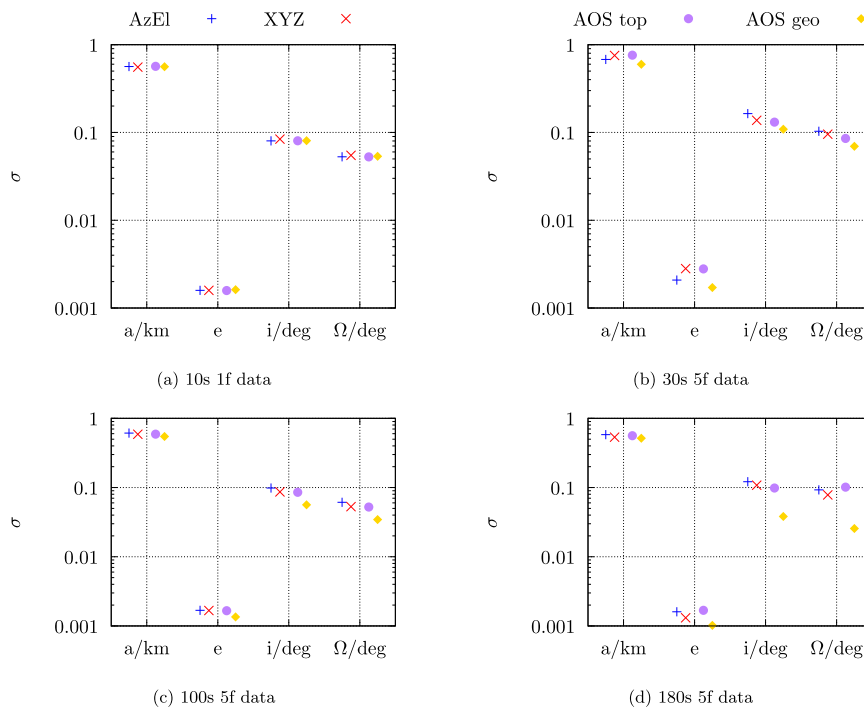 AzEl XYZ AOS top AOS geo
1
0.1
0.01
0.001
σ
a/km e i/deg Ω/deg
(a) 10s 1f data
1
0.1
0.01
0.001
σ
a/km e i/deg Ω/deg
(b) 30s 5f data
1
0.1
0.01
0.001
σ
a/km e i/deg Ω/deg
(c) 100s 5f data
1
0.1
0.01
0.001
σ
a/km e i/deg Ω/deg
(d) 180s 5f data